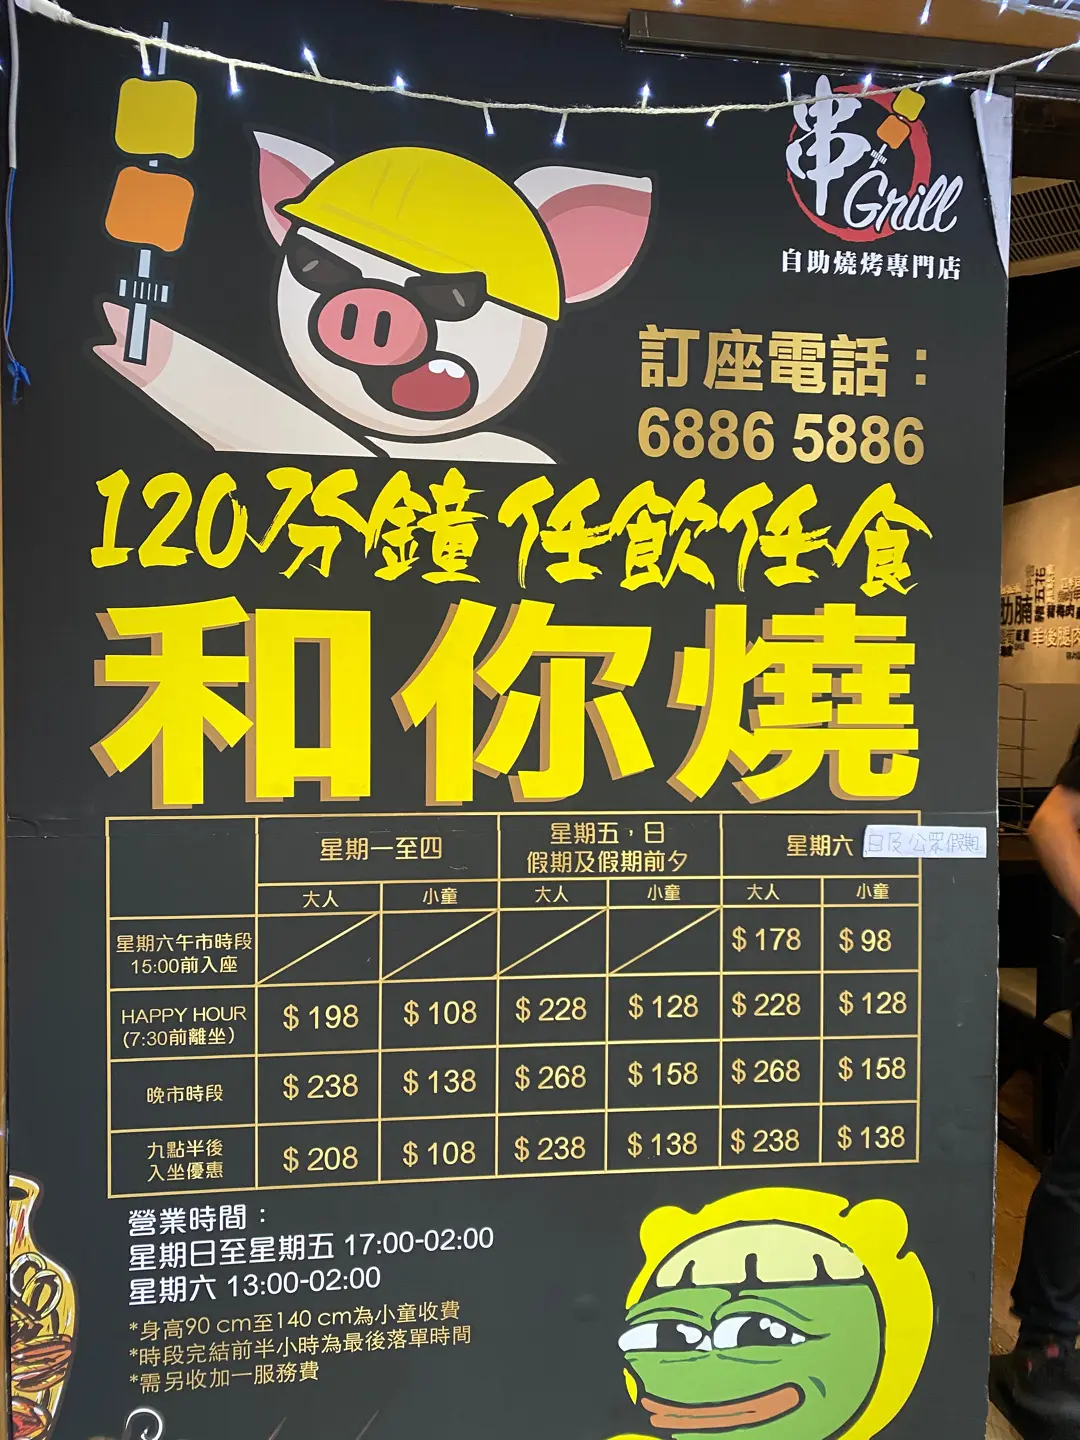 串
Grill
自助燒烤專門店
訂座電話：
6886 5886
120分鐘任飲任食
和你燒
星期一至四
星期五，日
假期及假期前夕
星期六 日及公眾假期
大人 小童 大人 小童 大人 小童
星期六午市時段
15:00前入座
$178 $98
HAPPY HOUR
(7:30前離坐)
$198 $108 $228 $128 $228 $128
晚市時段
$238 $138 $268 $158 $268 $158
九點半後
入坐優惠
$208 $108 $238 $138 $238 $138
營業時間：
星期日至星期五 17:00-02:00
星期六 13:00-02:00
*身高90 cm至140 cm為小童收費
*時段完結前半小時為最後落單時間
*需另收加一服務費